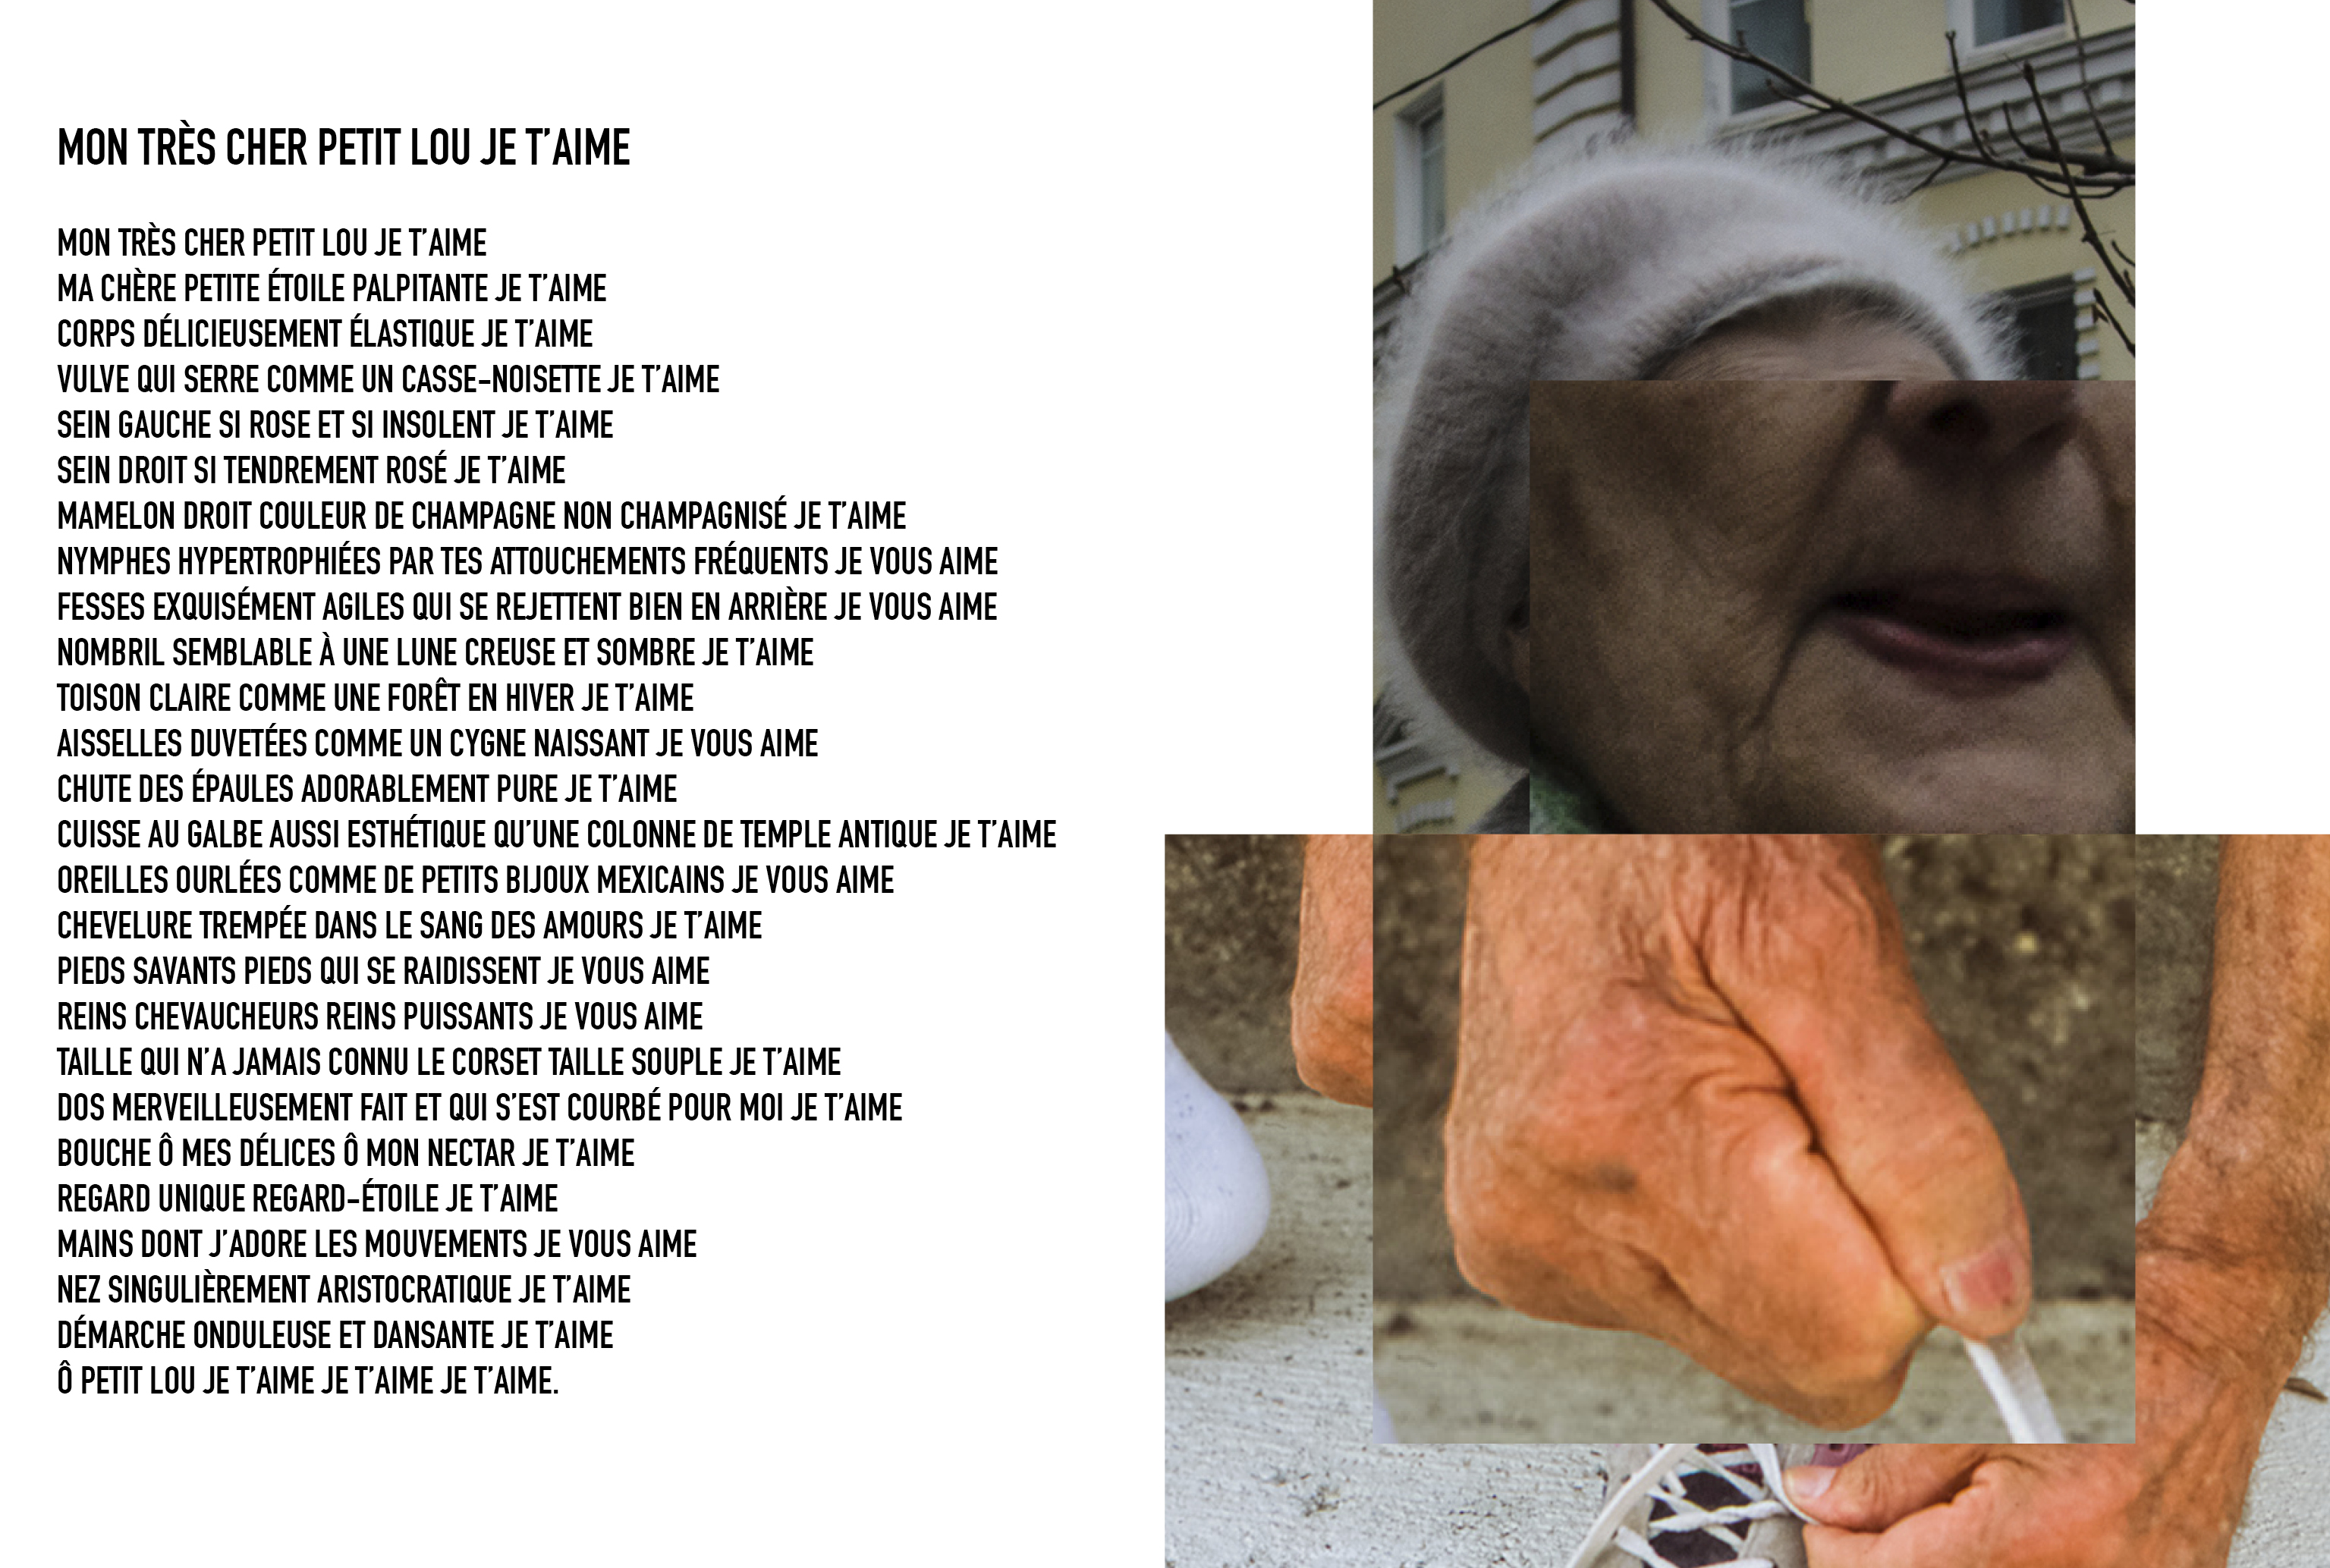 MON TRÈS CHER PETIT LOU JE T’AIME
MON TRÈS CHER PETIT LOU JE T’AIME
MA CHÈRE PETITE ÉTOILE PALPITANTE JE T’AIME
CORPS DÉLICIEUSEMENT ÉLASTIQUE JE T’AIME
VULVE QUI SERRE COMME UN CASSE-NOISETTE JE T’AIME
SEIN GAUCHE SI ROSE ET SI INSOLENT JE T’AIME
SEIN DROIT SI TENDREMENT ROSÉ JE T’AIME
MAMELON DROIT COULEUR DE CHAMPAGNE NON CHAMPAGNISÉ JE T’AIME
NYMPHES HYPERTROPHIÉES PAR TES ATTOUCHEMENTS FRÉQUENTS JE VOUS AIME
FESSES EXQUISÉMENT AGILES QUI SE REJETTENT BIEN EN ARRIÈRE JE VOUS AIME
NOMBRIL SEMBLABLE À UNE LUNE CREUSE ET SOMBRE JE T’AIME
TOISON CLAIRE COMME UNE FORÊT EN HIVER JE T’AIME
AISSELLES DUVETÉES COMME UN CYGNE NAISSANT JE VOUS AIME
CHUTE DES ÉPAULES ADORABLEMENT PURE JE T’AIME
CUISSE AU GALBE AUSSI ESTHÉTIQUE QU’UNE COLONNE DE TEMPLE ANTIQUE JE T’AIME
OREILLES OURLÉES COMME DE PETITS BIJOUX MEXICAINS JE VOUS AIME
CHEVELURE TREMPÉE DANS LE SANG DES AMOURS JE T’AIME
PIEDS SAVANTS PIEDS QUI SE RAIDISSENT JE VOUS AIME
REINS CHEVAUCHEURS REINS PUISSANTS JE VOUS AIME
TAILLE QUI N’A JAMAIS CONNU LE CORSET TAILLE SOUPLE JE T’AIME
DOS MERVEILLEUSEMENT FAIT ET QUI S’EST COURBÉ POUR MOI JE T’AIME
BOUCHE Ô MES DÉLICES Ô MON NECTAR JE T’AIME
REGARD UNIQUE REGARD-ÉTOILE JE T’AIME
MAINS DONT J’ADORE LES MOUVEMENTS JE VOUS AIME
NEZ SINGULIÈREMENT ARISTOCRATIQUE JE T’AIME
DÉMARCHE ONDULEUSE ET DANSANTE JE T’AIME
Ô PETIT LOU JE T’AIME JE T’AIME JE T’AIME.